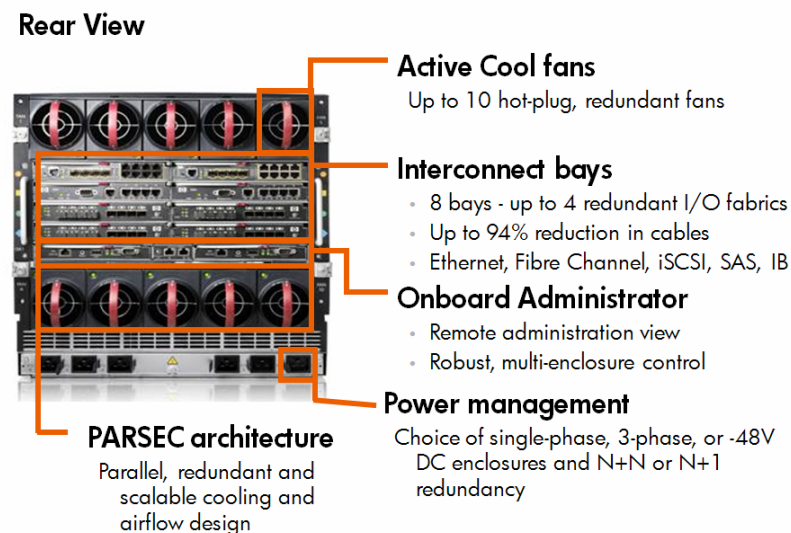 Rear View
Active Cool fans
Up to 10 hot-plug, redundant fans
Interconnect bays
• 8 bays - up to 4 redundant I/O fabrics
• Up to 94% reduction in cables
• Ethernet, Fibre Channel, iSCSI, SAS, IB
Onboard Administrator
• Remote administration view
• Robust, multi-enclosure control
Power management
Choice of single-phase, 3-phase, or -48V
DC enclosures and N+N or N+1
redundancy
PARSEC architecture
Parallel, redundant and
scalable cooling and
airflow design